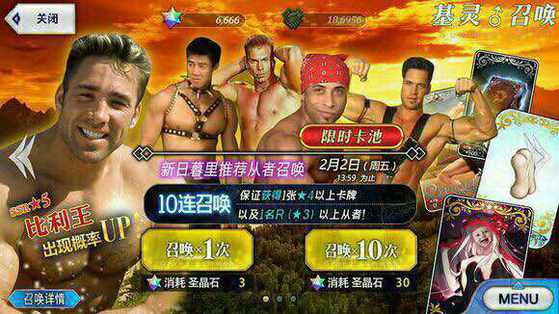 关闭
6,666
18,6956
基灵♂召唤
限时卡池
新日暮里推荐从者召唤
2月2日（周五）
13:59 为止
10连召唤
保证获得1张★4以上卡牌
以及1名R（★3）以上从者！
★5
比利王
出现概率UP
召唤×1次
召唤×10次
消耗 圣晶石 3
消耗 圣晶石 30
召唤详情
MENU